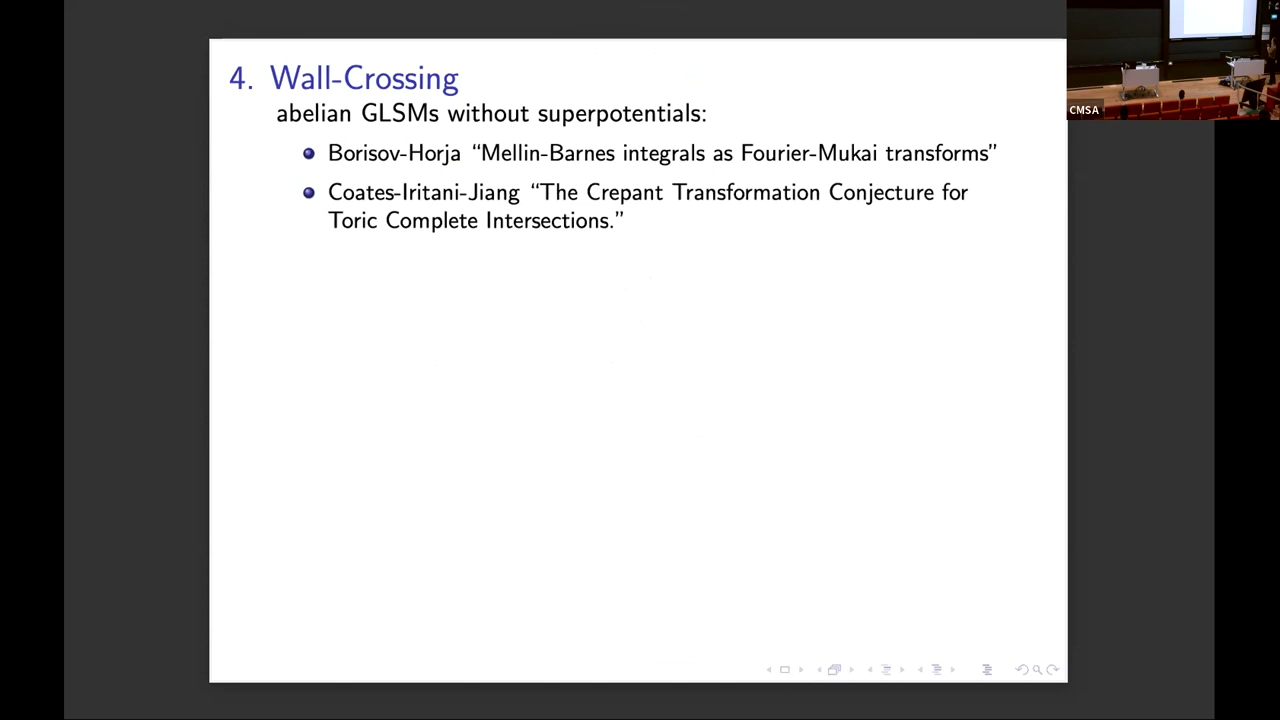 4. Wall-Crossing
abelian GLSMs without superpotentials:
Borisov-Horja “Mellin-Barnes integrals as Fourier-Mukai transforms”
Coates-Iritani-Jiang “The Crepant Transformation Conjecture for
Toric Complete Intersections.”
CMSA